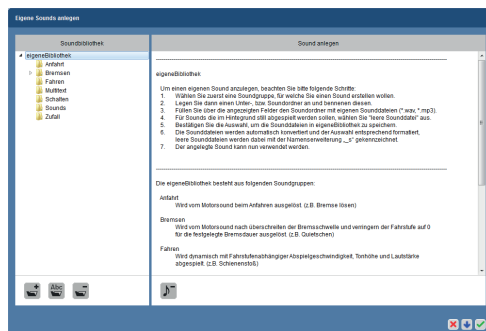 Eigene Sounds anlegen
Soundbibliothek
eigeneBibliothek
Anfahrt
Bremsen
Fahren
Multitext
Schalten
Sounds
Zufall
Abc
Sound anlegen
eigeneBibliothek
Um einen eigenen Sound anzulegen, beachten Sie bitte folgende Schritte:
1. Wählen Sie zuerst eine Soundgruppe, für welche Sie einen Sound erstellen wollen.
2. Legen Sie dann einen Unter-, bzw. Soundordner an und bennenen diesen.
3. Füllen Sie über die angezeigten Felder den Soundordner mit eigenen Sounddateien (*.wav, *.mp3).
4. Für Sounds die im Hintergrund still abgespielt werden sollen, wählen Sie "leere Sounddatei" aus.
5. Bestätigen Sie die Auswahl, um die Sounddateien in eigeneBibliothek zu speichern.
6. Die Sounddateien werden automatisch konvertiert und der Auswahl entsprechend formatiert,
leere Sounddateien werden dabei mit der Namenserweiterung „_s“ gekennzeichnet.
7. Der angelegte Sound kann nun verwendet werden.
Die eigeneBibliothek besteht aus folgenden Soundgruppen:
Anfahrt
Wird vom Motorsound beim Anfahren ausgelöst. (z.B. Bremse lösen)
Bremsen
Wird vom Motorsound nach überschreiten der Bremsschwelle und verringern der Fahrstufe auf 0
für die festgelegte Bremsdauer ausgelöst. (z.B. Quietschen)
Fahren
Wird dynamisch mit Fahrstufenabhängiger Abspielgeschwindigkeit, Tonhöhe und Lautstärke
abgespielt. (z.B. Schienenstoß)